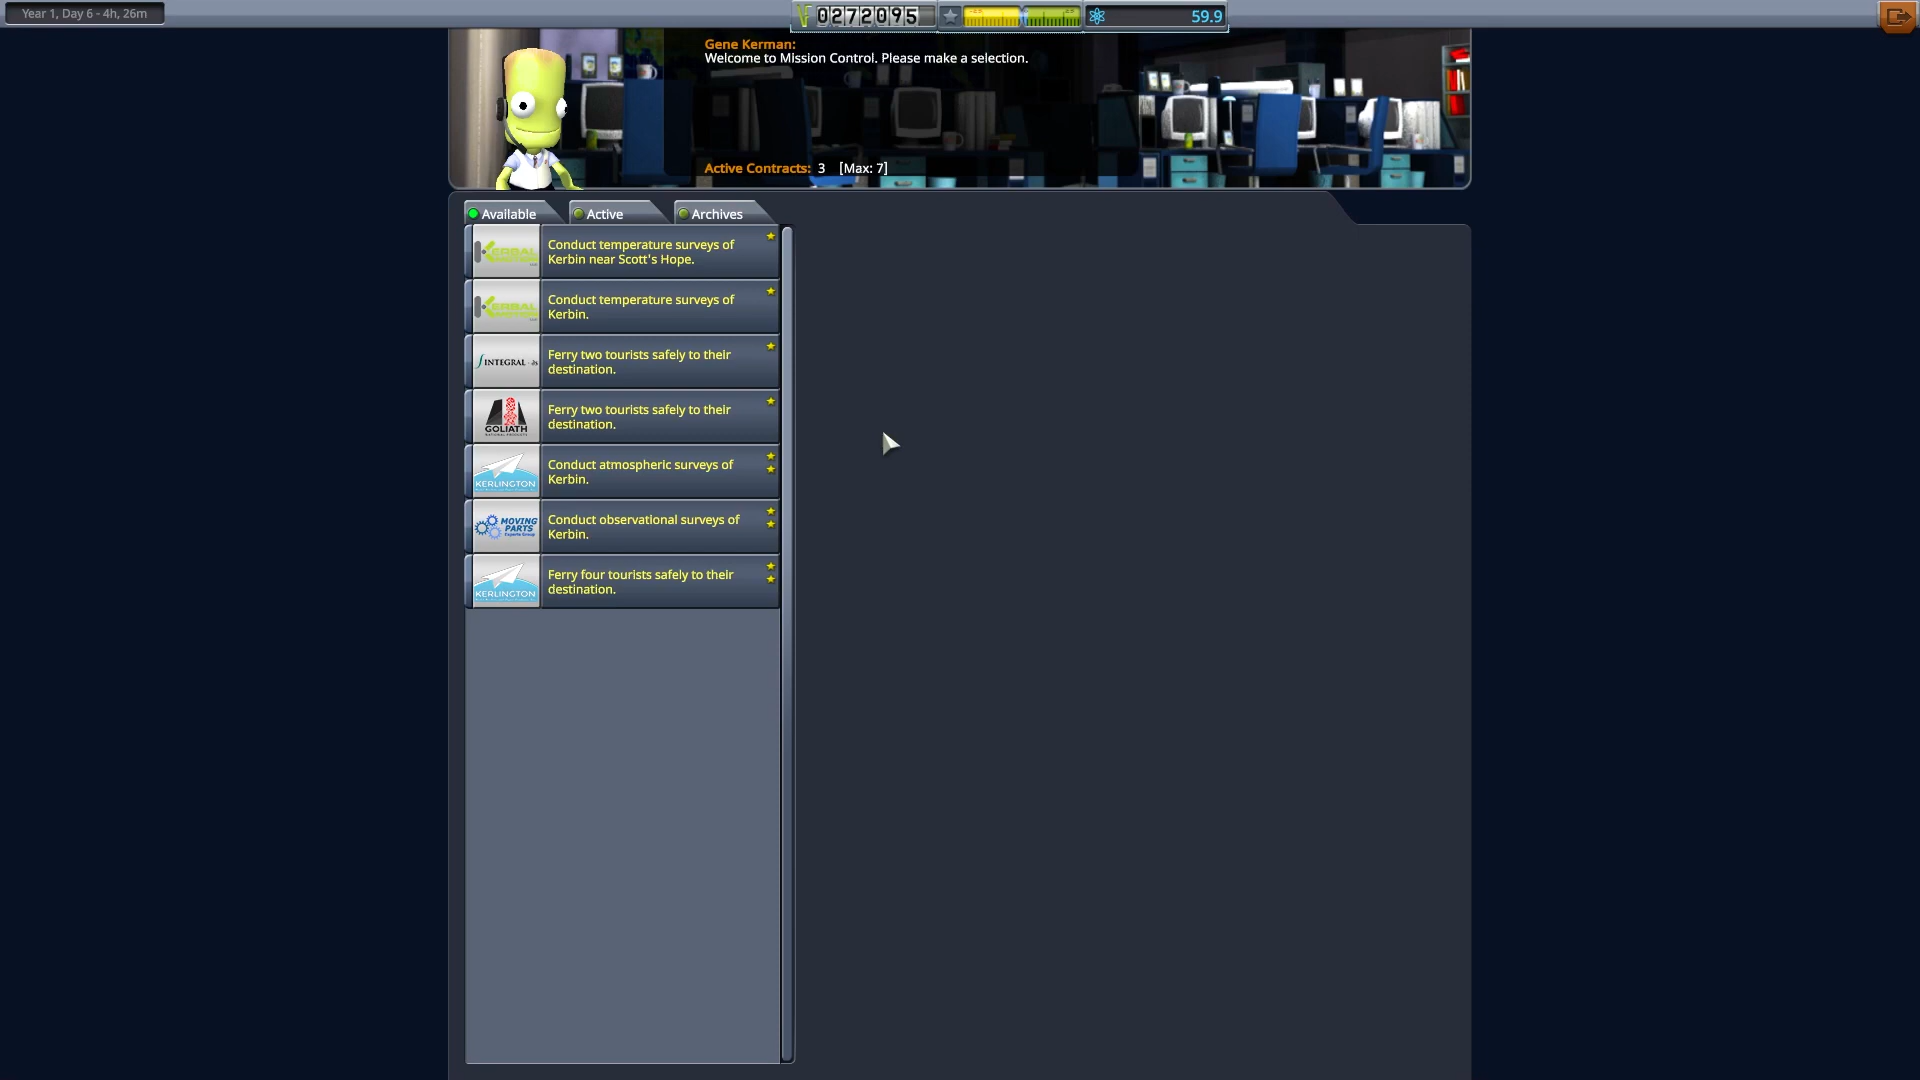 Year 1, Day 6 - 4h, 26m
0272095
59.9
Gene Kerman:
Welcome to Mission Control. Please make a selection.
Active Contracts: 3 [Max: 7]
Available
Active
Archives
KERBAL
Conduct temperature surveys of
Kerbin near Scott's Hope.
KERBAL
Conduct temperature surveys of
Kerbin.
INTEGRAL
Ferry two tourists safely to their
destination.
GOLIATH
Ferry two tourists safely to their
destination.
KERLINGTON
Conduct atmospheric surveys of
Kerbin.
MOVING
PARTS
Experts Group
Conduct observational surveys of
Kerbin.
KERLINGTON
Ferry four tourists safely to their
destination.